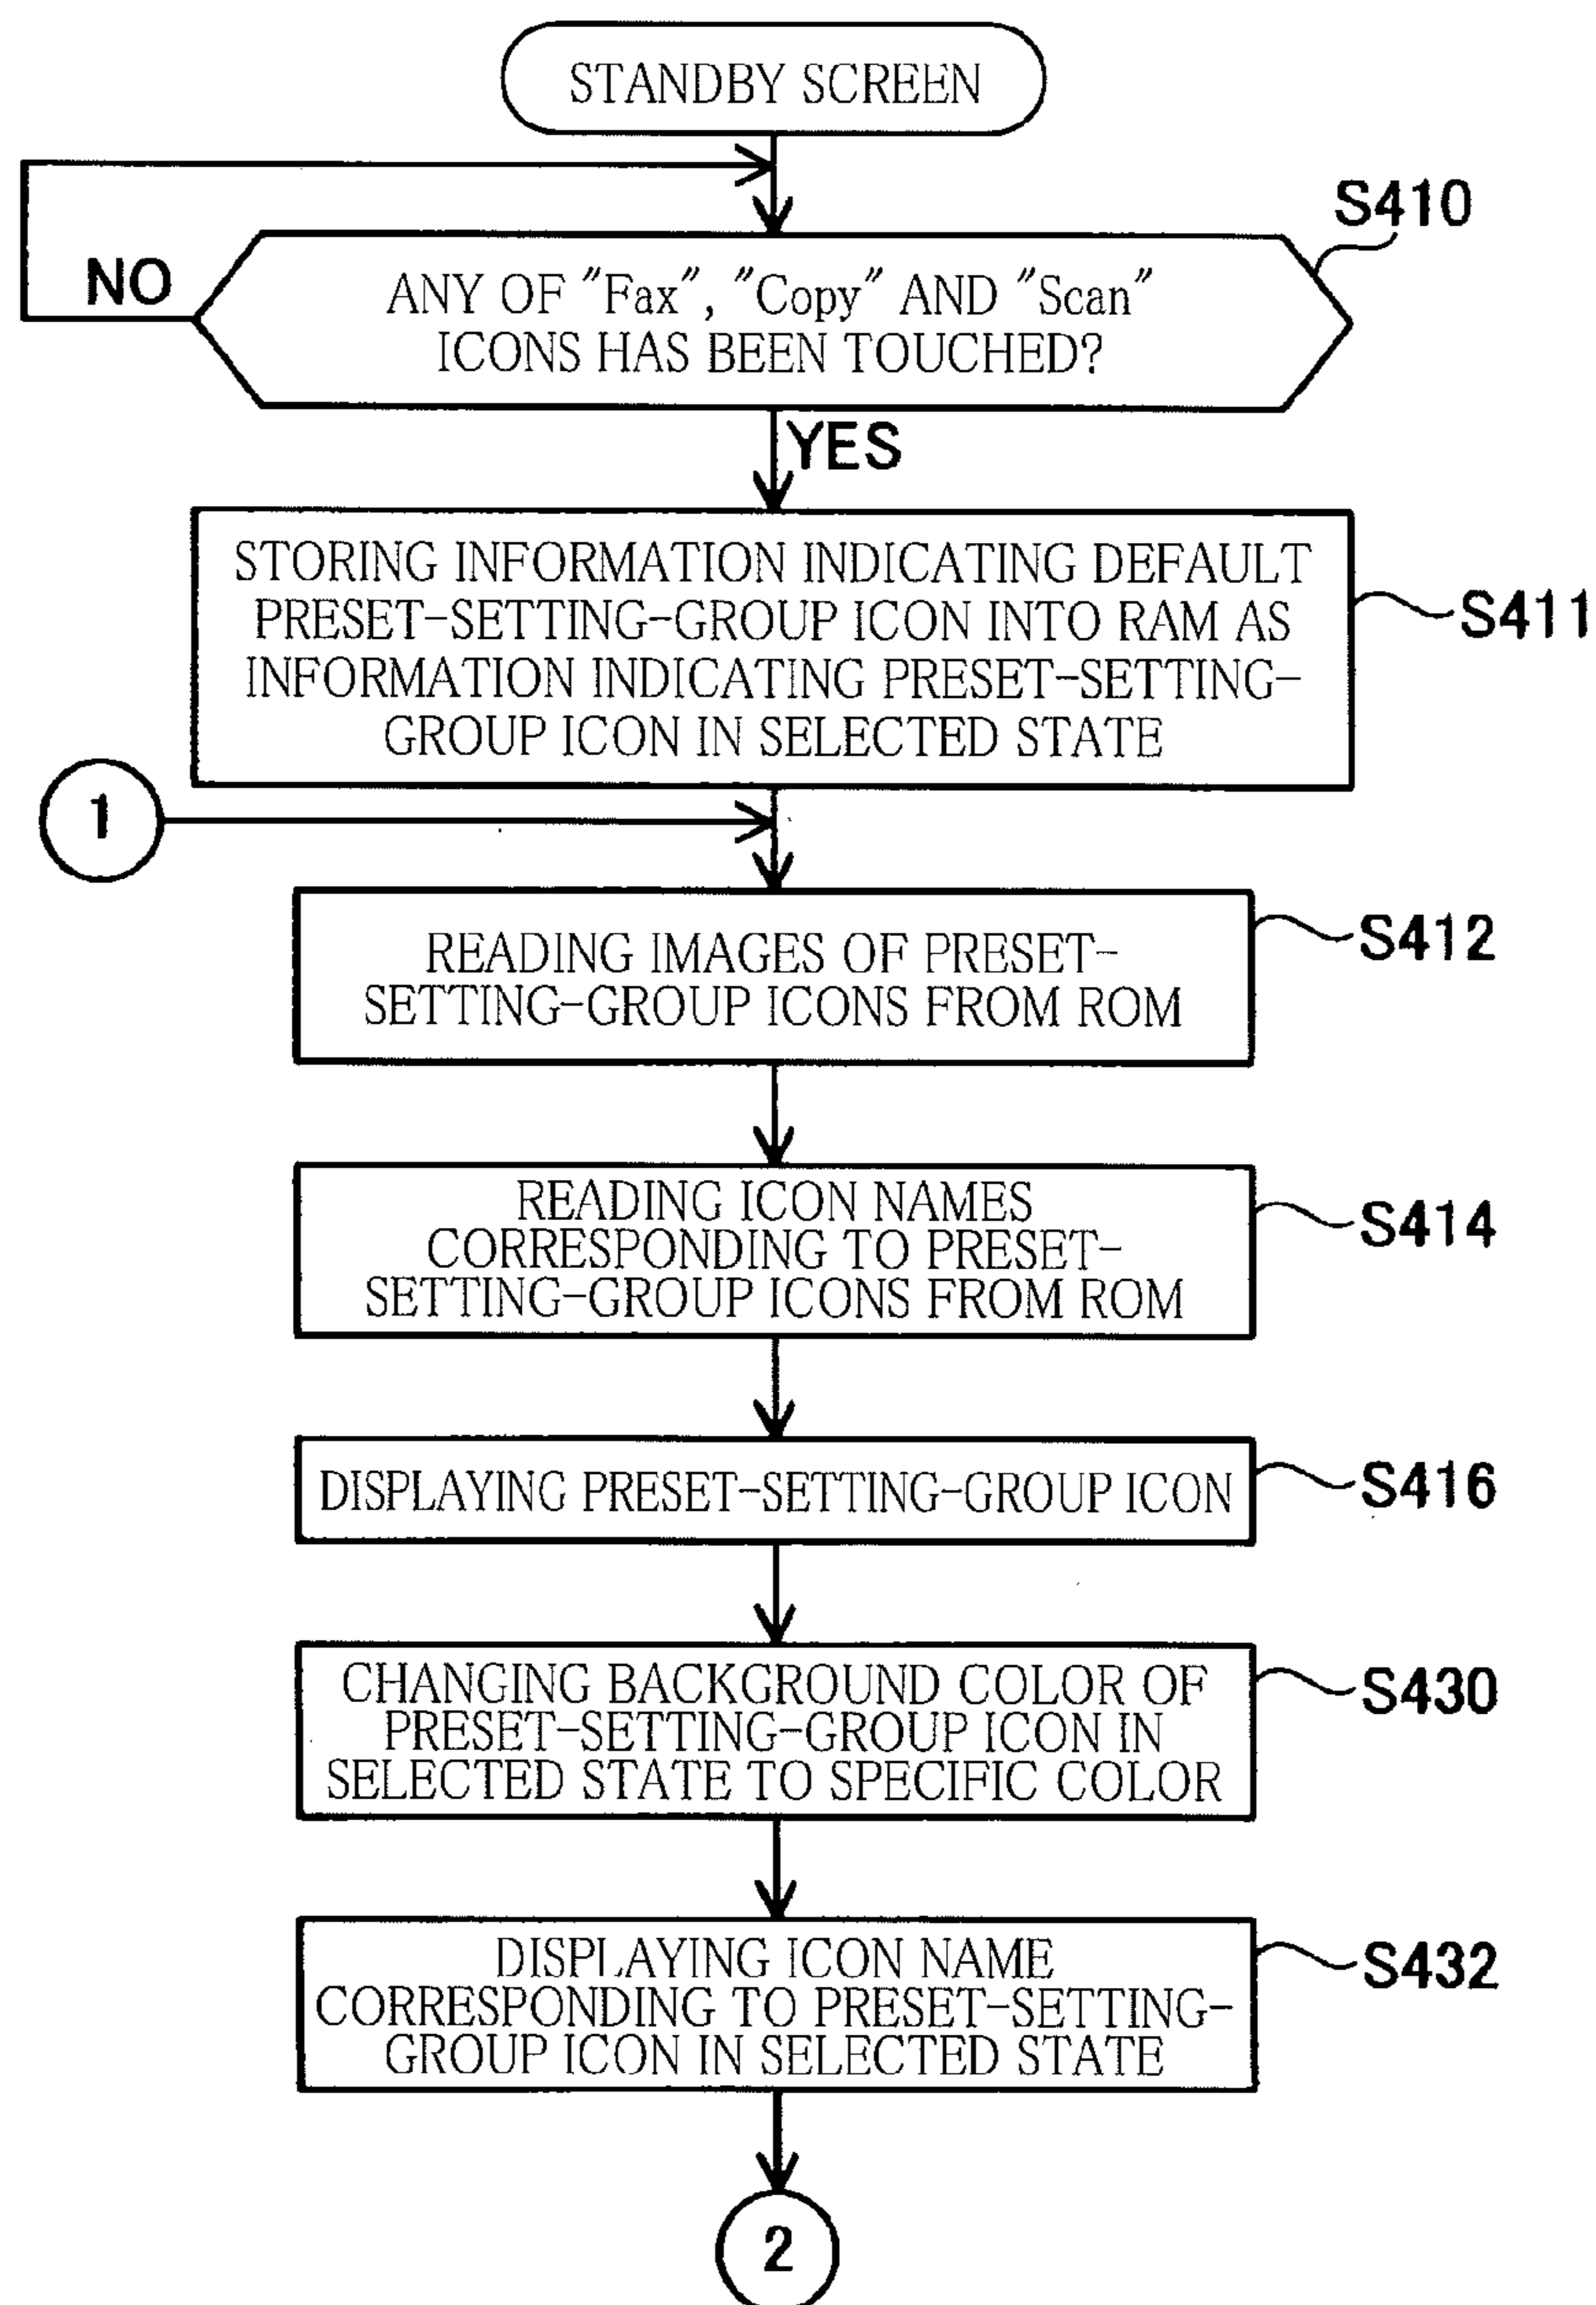 STANDBY SCREEN
S410
NO
ANY OF "Fax", "Copy" AND "Scan"
ICONS HAS BEEN TOUCHED?
YES
STORING INFORMATION INDICATING DEFAULT
PRESET-SETTING-GROUP ICON INTO RAM AS
INFORMATION INDICATING PRESET-SETTING-
GROUP ICON IN SELECTED STATE
S411
1
READING IMAGES OF PRESET-
SETTING-GROUP ICONS FROM ROM
S412
READING ICON NAMES
CORRESPONDING TO PRESET-
SETTING-GROUP ICONS FROM ROM
S414
DISPLAYING PRESET-SETTING-GROUP ICON
S416
CHANGING BACKGROUND COLOR OF
PRESET-SETTING-GROUP ICON IN
SELECTED STATE TO SPECIFIC COLOR
S430
DISPLAYING ICON NAME
CORRESPONDING TO PRESET-SETTING-
GROUP ICON IN SELECTED STATE
S432
2